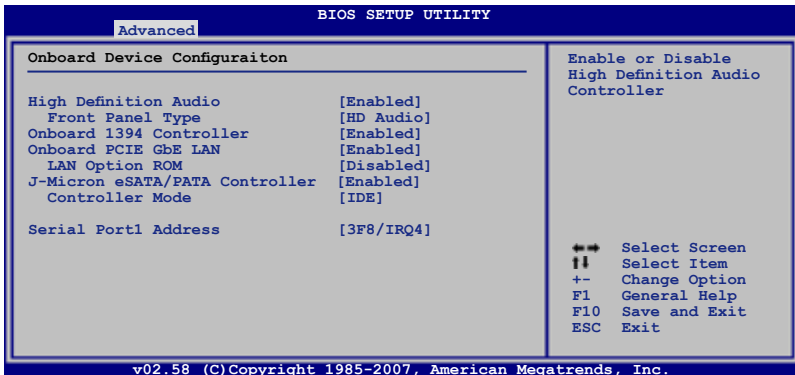 BIOS SETUP UTILITY
Advanced
Onboard Device Configuraiton
High Definition Audio [Enabled]
Front Panel Type [HD Audio]
Onboard 1394 Controller [Enabled]
Onboard PCIE GbE LAN [Enabled]
LAN Option ROM [Disabled]
J-Micron eSATA/PATA Controller [Enabled]
Controller Mode [IDE]
Serial Port1 Address [3F8/IRQ4]
Enable or Disable
High Definition Audio
Controller
←→ Select Screen
↑↓ Select Item
+- Change Option
F1 General Help
F10 Save and Exit
ESC Exit
v02.58 (C)Copyright 1985-2007, American Megatrends, Inc.